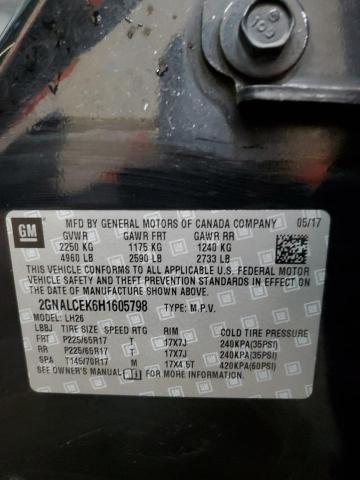 GM
MFD BY GENERAL MOTORS OF CANADA COMPANY 05/17
GVWR GAWR FRT GAWR RR
2250 KG 1175 KG 1240 KG
4960 LB 2590 LB 2733 LB
THIS VEHICLE CONFORMS TO ALL APPLICABLE U.S. FEDERAL MOTOR
VEHICLE SAFETY AND THEFT PREVENTION STANDARDS IN EFFECT
ON THE DATE OF MANUFACTURE SHOWN ABOVE.
2GNALCEK6H1605798 TYPE: M.P.V.
MODEL: LH26
LBBJ TIRE SIZE SPEED RTG RIM COLD TIRE PRESSURE
FRT P225/65R17 T 17X7J 240KPA(35PSI)
RR P225/65R17 T 17X7J 240KPA(35PSI)
SPA T145/70R17 M 17X4.5T 420KPA(60PSI)
SEE OWNER'S MANUAL FOR MORE INFORMATION.